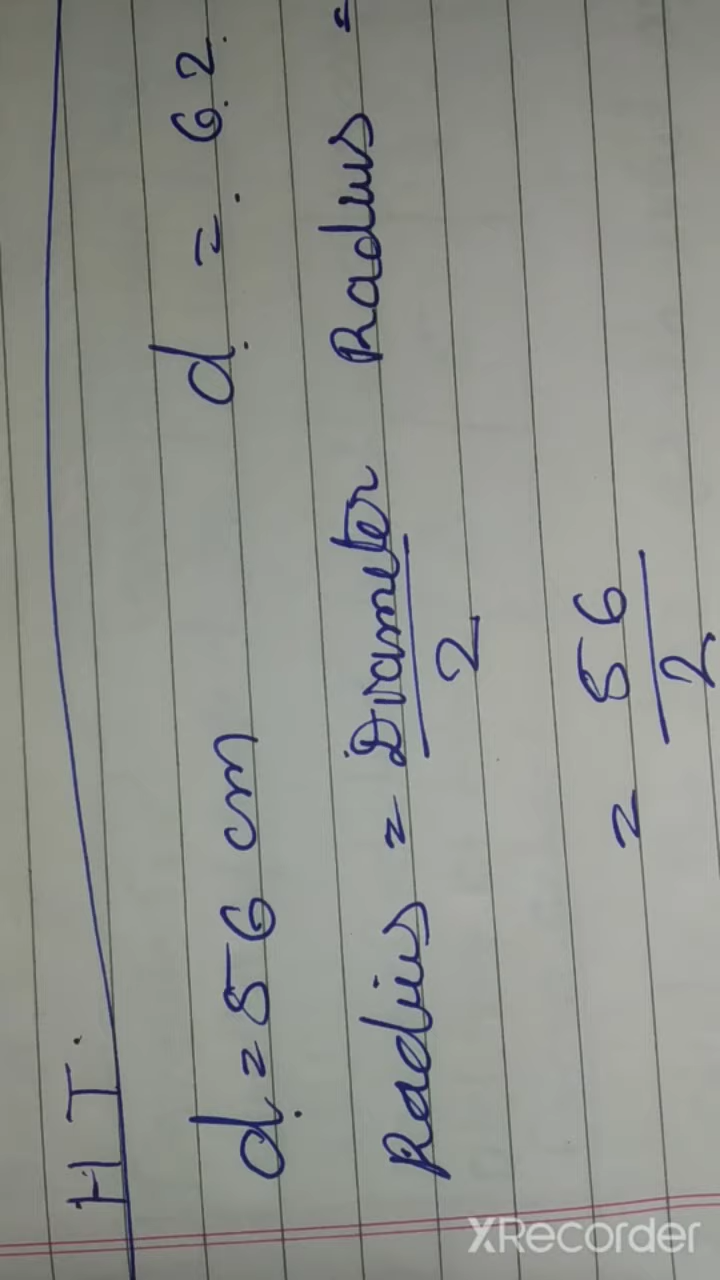 H T.
d = 56 cm d. = . 6.2.
Radius = Diameter Radius =
2
= 56
2
XRecorder